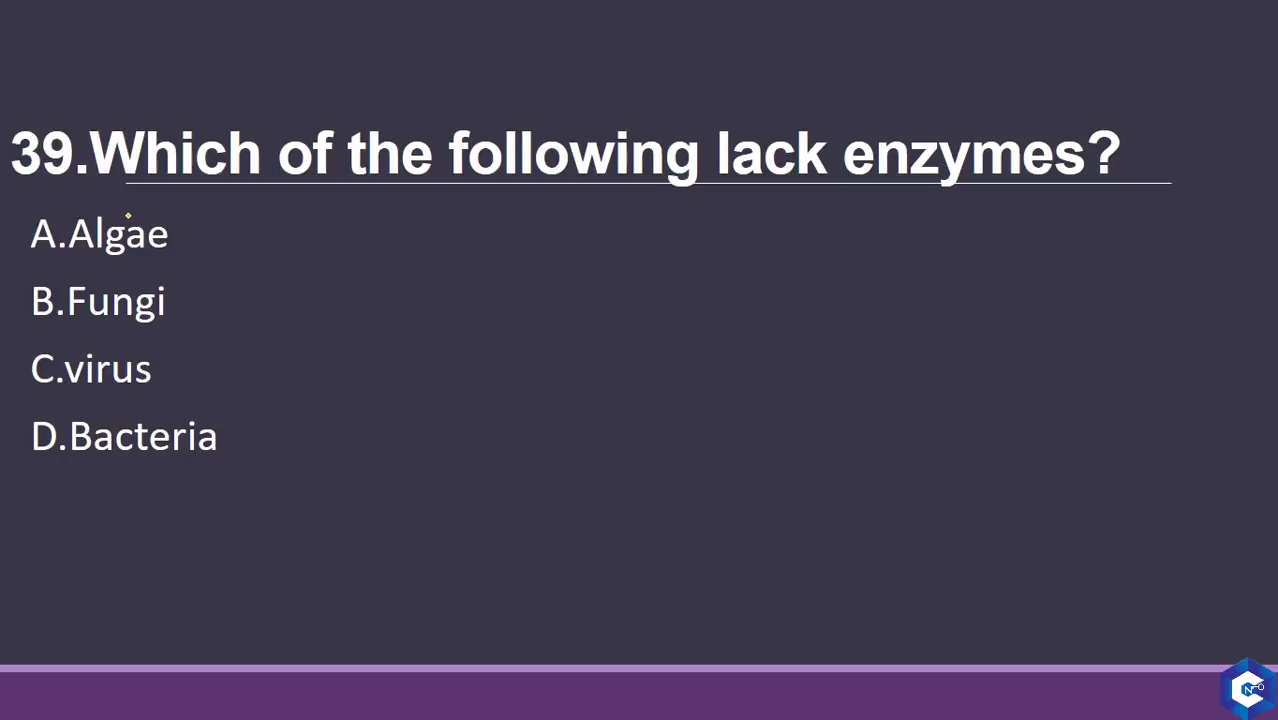 39.Which of the following lack enzymes?
A.Algae
B.Fungi
C.virus
D.Bacteria